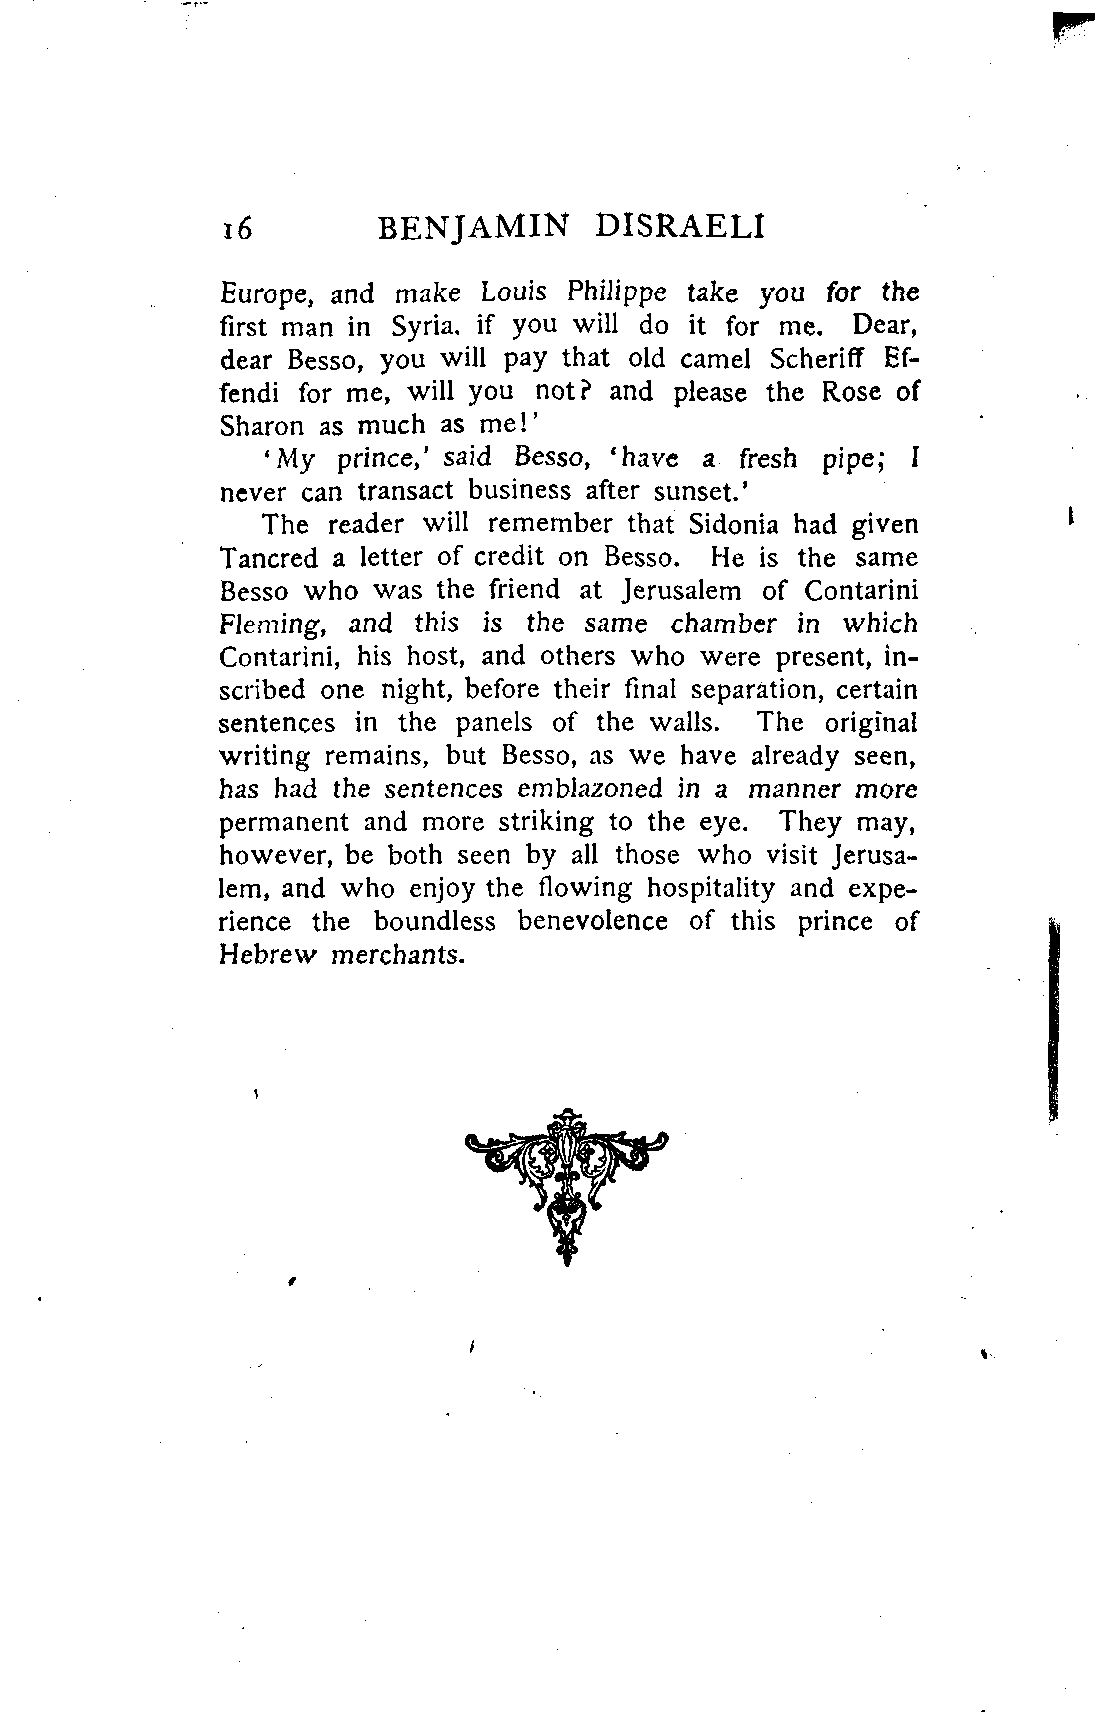 16 BENJAMIN DISRAELI
Europe, and make Louis Philippe take you for the
first man in Syria, if you will do it for me. Dear,
dear Besso, you will pay that old camel Scheriff Ef-
fendi for me, will you not? and please the Rose of
Sharon as much as me!'
'My prince,' said Besso, 'have a fresh pipe; I
never can transact business after sunset.'
The reader will remember that Sidonia had given
Tancred a letter of credit on Besso. He is the same
Besso who was the friend at Jerusalem of Contarini
Fleming, and this is the same chamber in which
Contarini, his host, and others who were present, in-
scribed one night, before their final separation, certain
sentences in the panels of the walls. The original
writing remains, but Besso, as we have already seen,
has had the sentences emblazoned in a manner more
permanent and more striking to the eye. They may,
however, be both seen by all those who visit Jerusa-
lem, and who enjoy the flowing hospitality and expe-
rience the boundless benevolence of this prince of
Hebrew merchants.